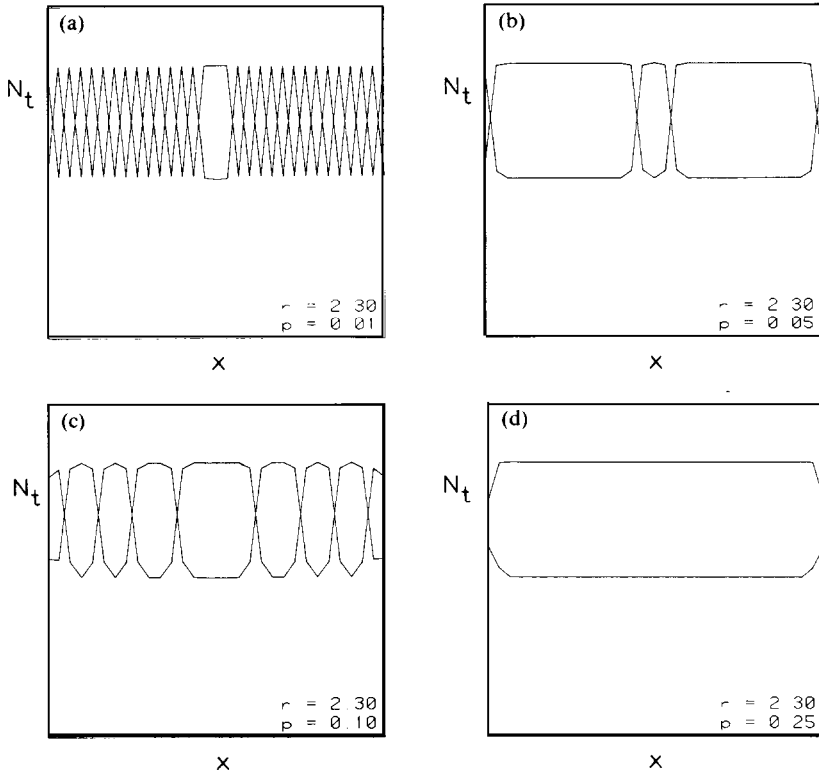 (a)
N_t
r = 2 30
p = 0 01
x
(b)
N_t
r = 2 30
p = 0 05
x
(c)
N_t
r = 2.30
p = 0.10
x
(d)
N_t
r = 2 30
p = 0 25
x